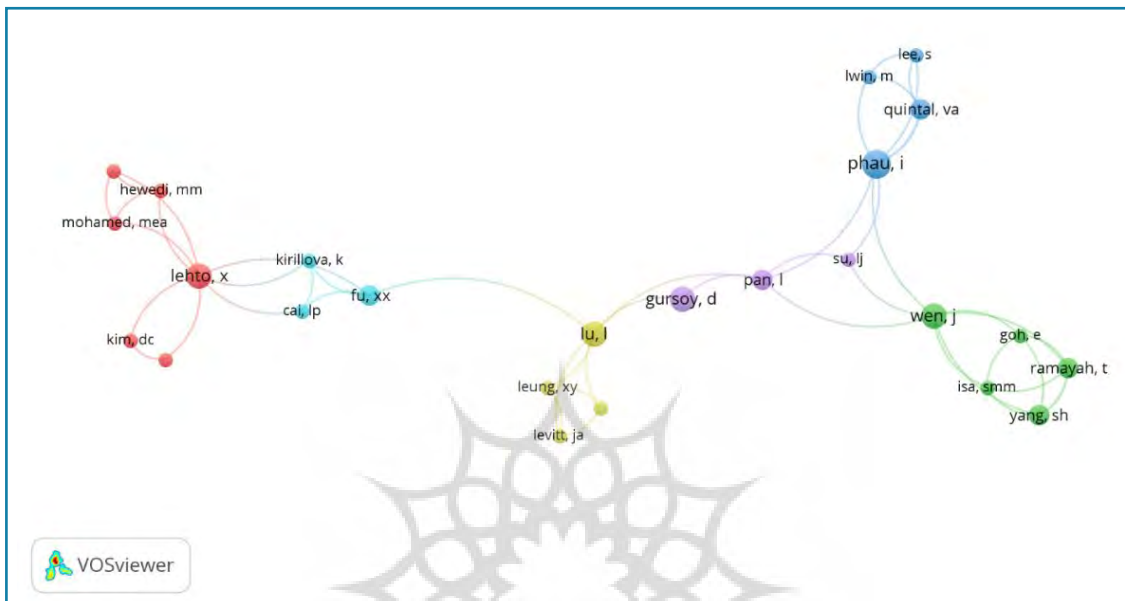 lee, s
lwin, m
quintal, va
phau, i
hewedi, mm
mohamed, mea
kirillova, k
lehto, x
cai, lp
fu, xx
su, lj
pan, l
gursoy, d
wen, j
lu, l
goh, e
kim, dc
ramayah, t
leung, xy
isa, smm
yang, sh
levitt, ja
VOSviewer